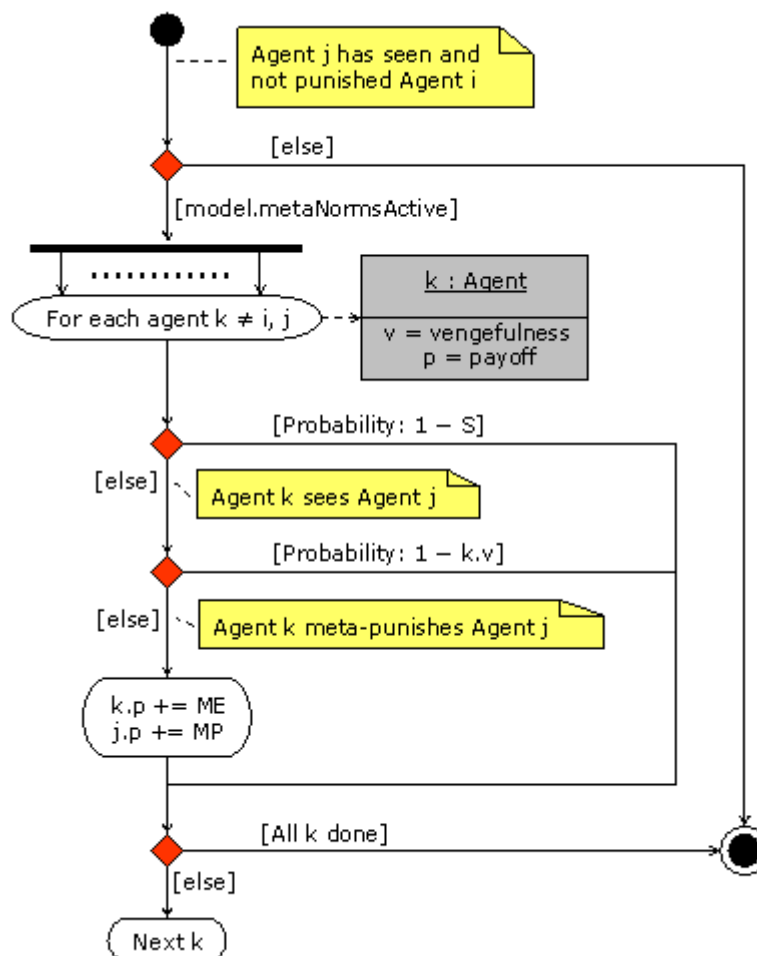 Agent j has seen and
not punished Agent i
[else]
[model.metaNormsActive]
k : Agent
For each agent k ≠ i, j
v = vengefulness
p = payoff
[Probability: 1 − S]
[else]
Agent k sees Agent j
[Probability: 1 − k.v]
[else]
Agent k meta-punishes Agent j
k.p += ME
j.p += MP
[All k done]
[else]
Next k